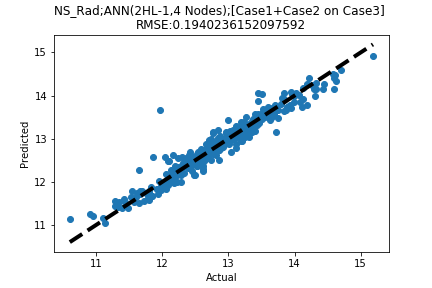 NS_Rad;ANN(2HL-1,4 Nodes);[Case1+Case2 on Case3]
RMSE:0.1940236152097592
15
14
13
12
11
Predicted
11
12
13
14
15
Actual